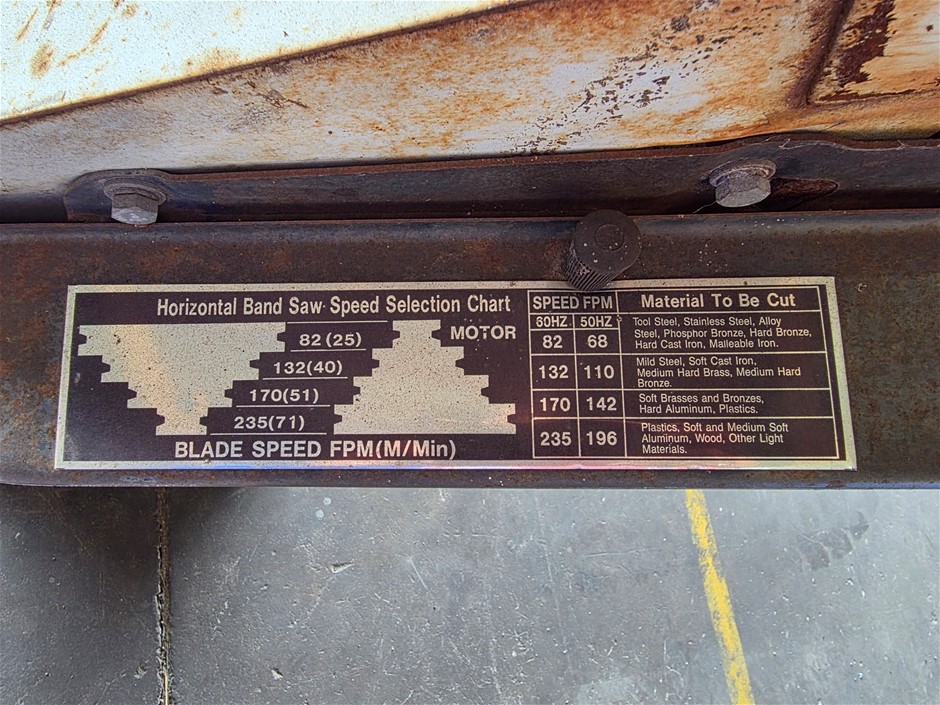 Horizontal Band Saw Speed Selection Chart
MOTOR
82 (25)
132(40)
170(51)
235(71)
BLADE SPEED FPM(M/Min)
SPEED FPM Material To Be Cut
60HZ. 50HZ.
82 68 Tool Steel, Stainless Steel, Alloy
Steel, Phosphor Bronze, Hard Bronze,
Hard Cast Iron, Malleable Iron.
132 110 Mild Steel, Soft Cast Iron,
Medium Hard Brass, Medium Hard
Bronze.
170 142 Soft Brasses and Bronzes,
Hard Aluminum, Plastics.
235 196 Plastics, Soft and Medium Soft
Aluminum, Wood, Other Light
Materials.